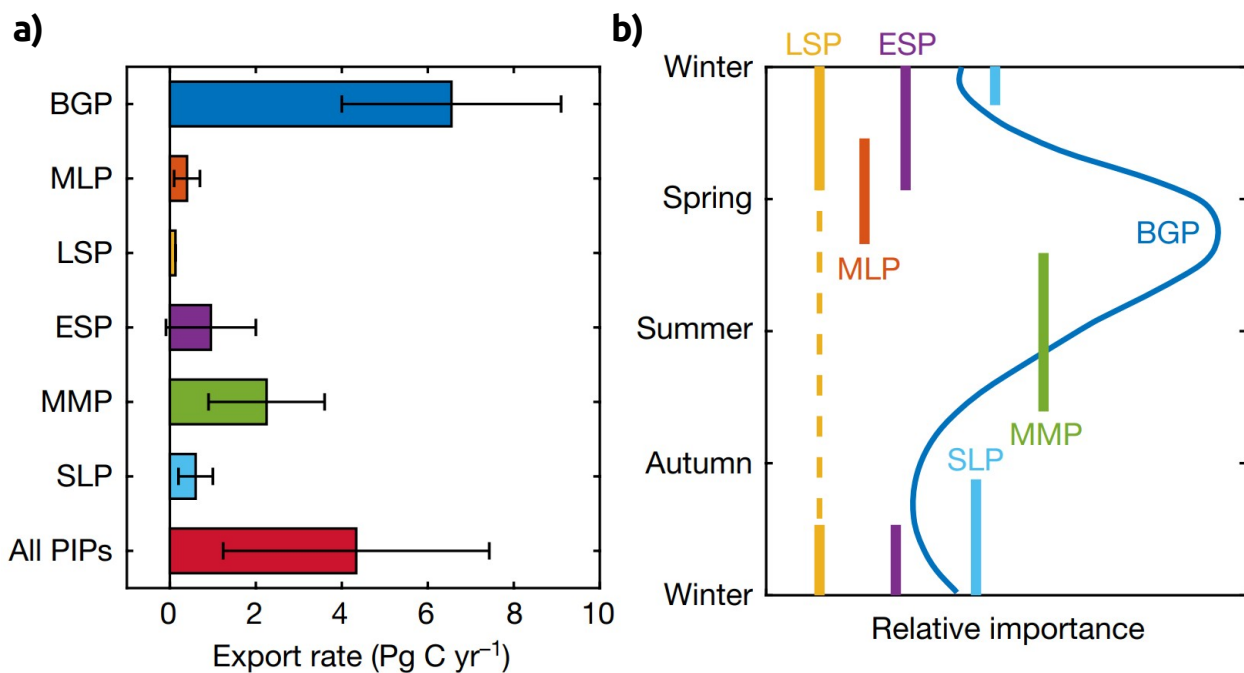 a)
BGP
MLP
LSP
ESP
MMP
SLP
All PIPs
0 2 4 6 8 10
Export rate (Pg C yr⁻¹)
b)
LSP ESP
Winter
Spring
BGP
MLP
Summer
MMP
SLP
Autumn
Winter
Relative importance